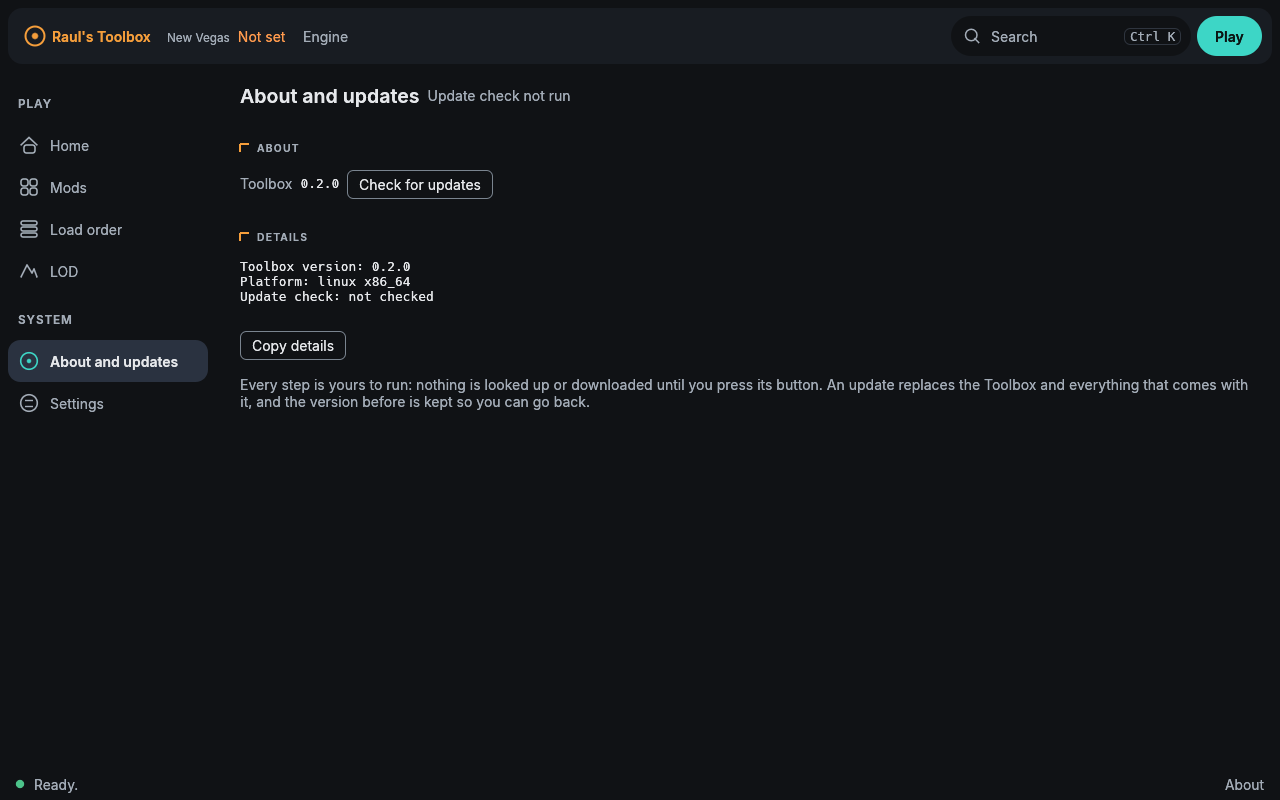 Raul's Toolbox New Vegas Not set Engine Search Ctrl K Play
PLAY
Home
Mods
Load order
LOD
SYSTEM
About and updates
Settings
About and updates Update check not run
ABOUT
Toolbox 0.2.0 Check for updates
DETAILS
Toolbox version: 0.2.0
Platform: linux x86_64
Update check: not checked
Copy details
Every step is yours to run: nothing is looked up or downloaded until you press its button. An update replaces the Toolbox and everything that comes with
it, and the version before is kept so you can go back.
Ready. About